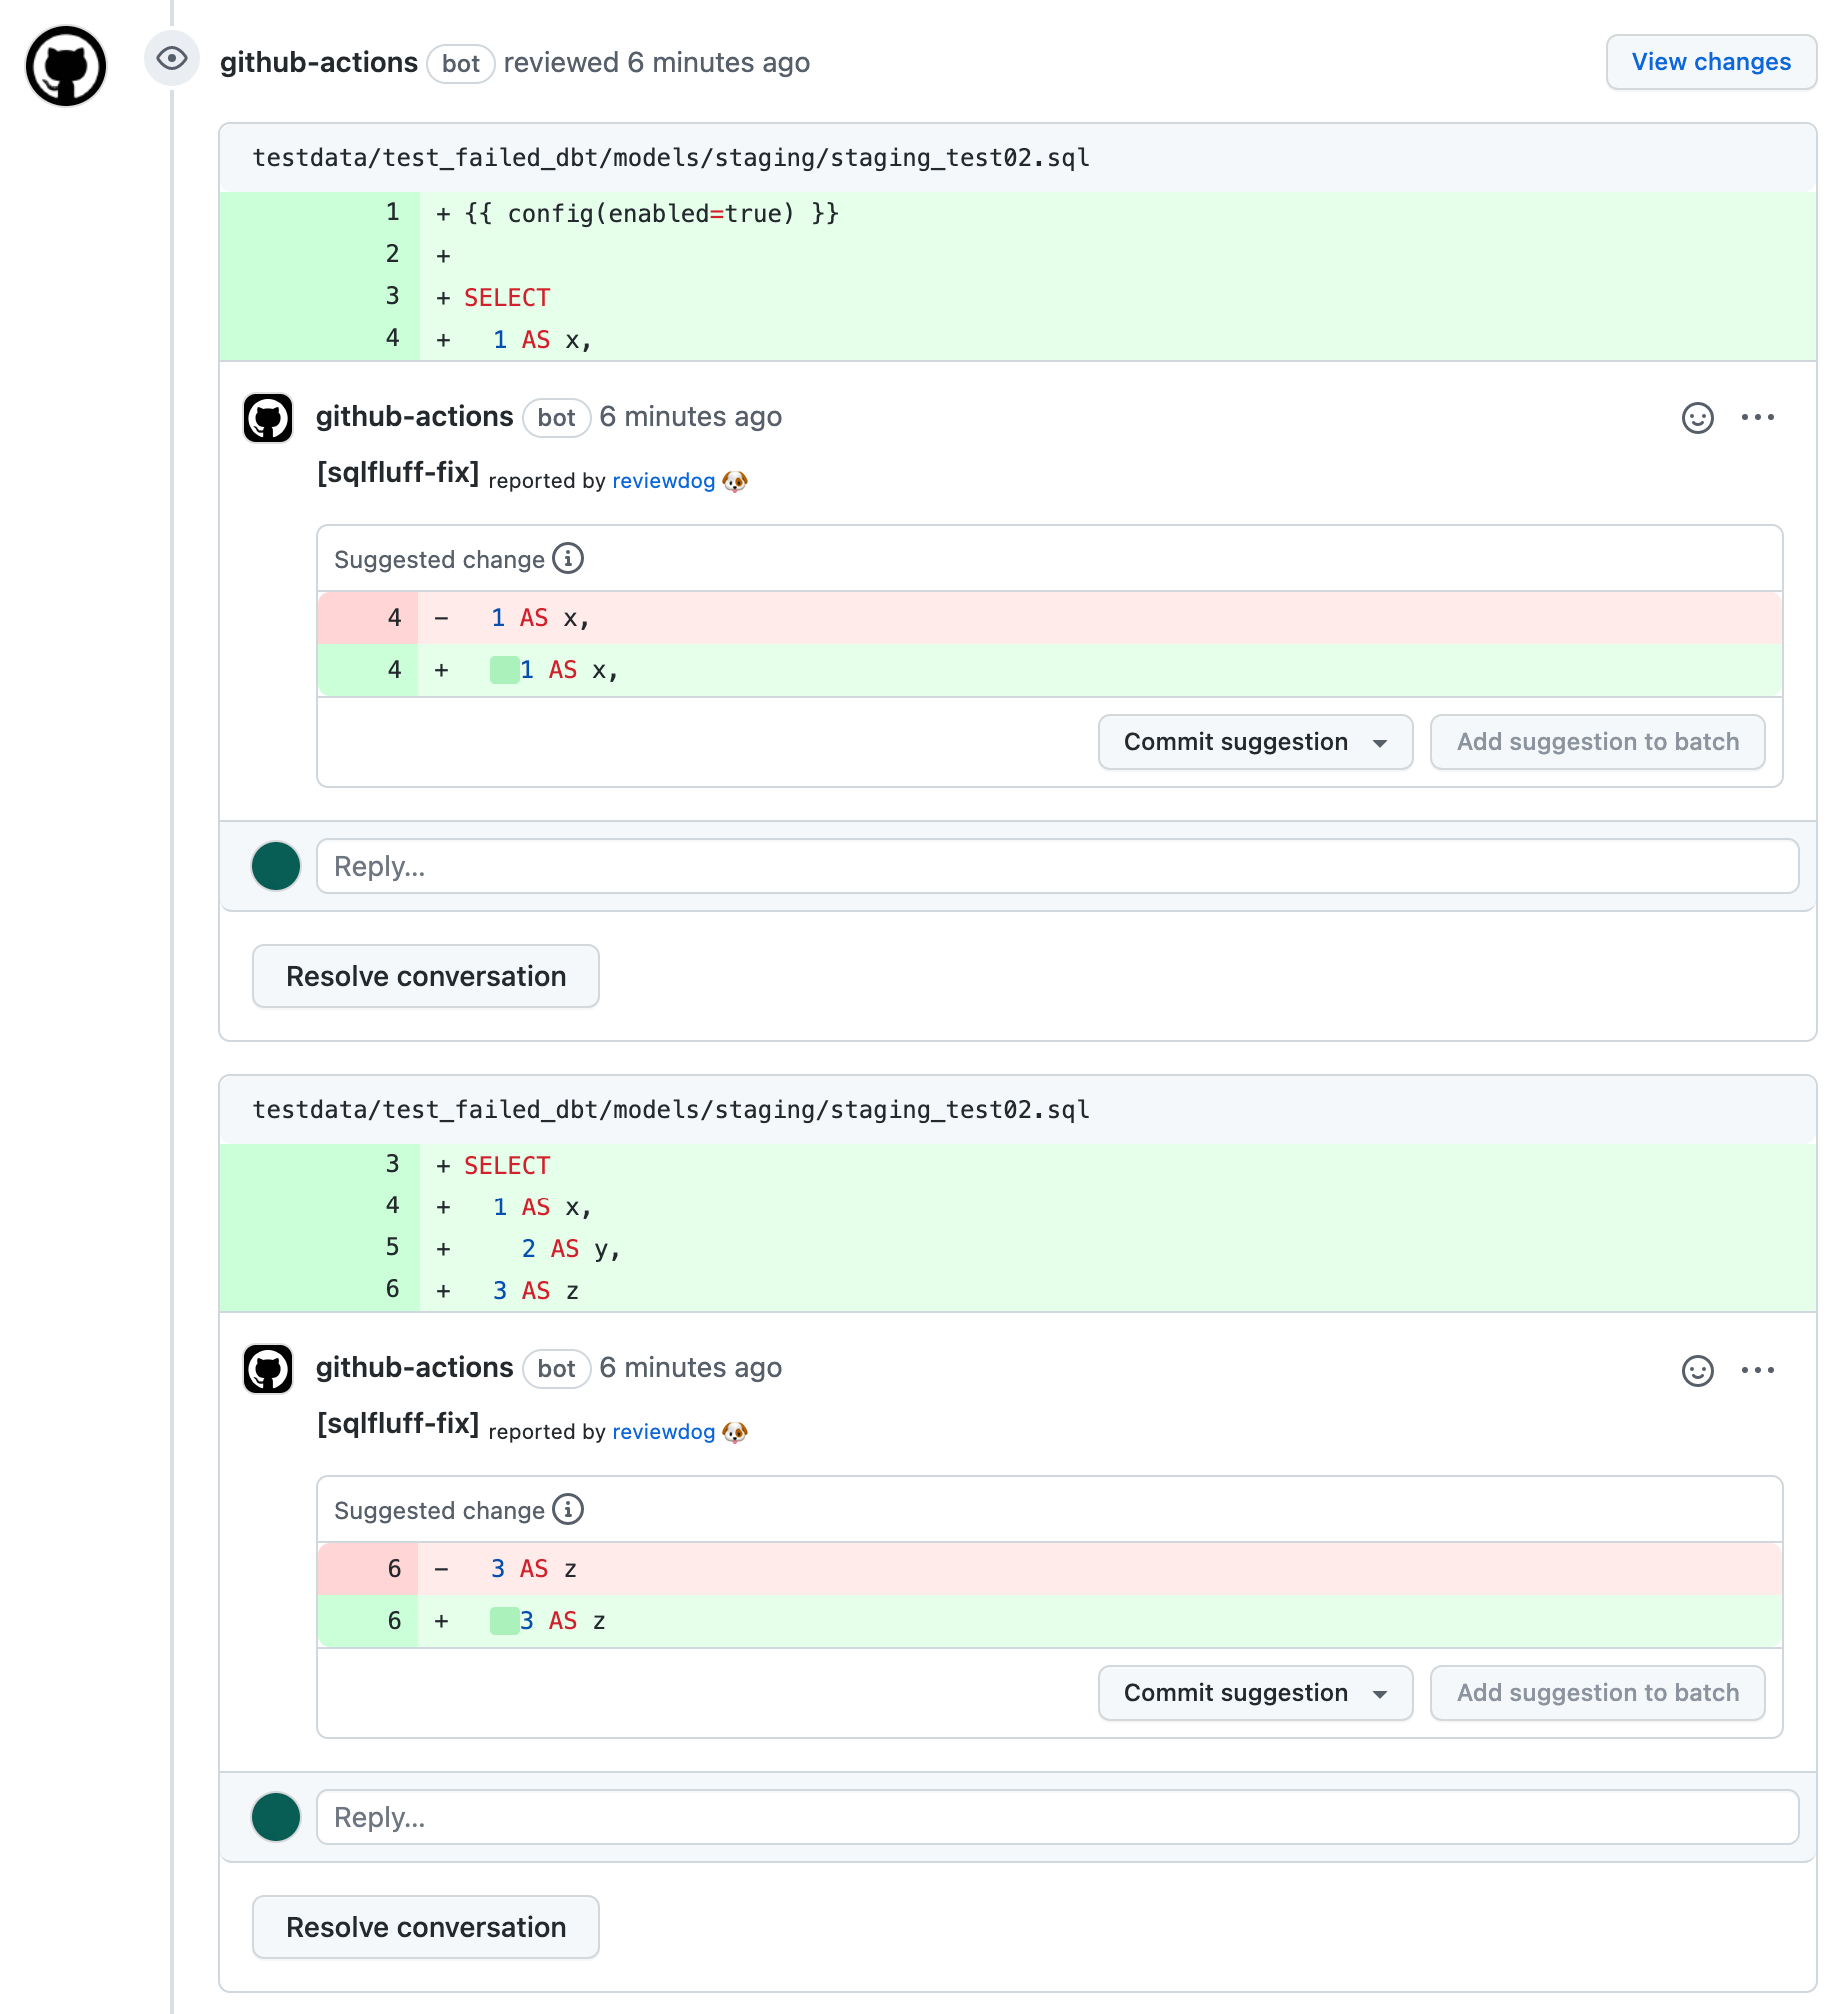 github-actions bot reviewed 6 minutes ago View changes
testdata/test_failed_dbt/models/staging/staging_test02.sql
1 + {{ config(enabled=true) }}
2 +
3 + SELECT
4 +   1 AS x,
github-actions bot 6 minutes ago
[sqlfluff-fix] reported by reviewdog 🐶
Suggested change
4 -   1 AS x,
4 +     1 AS x,
Commit suggestion Add suggestion to batch
Reply...
Resolve conversation
testdata/test_failed_dbt/models/staging/staging_test02.sql
3 + SELECT
4 +   1 AS x,
5 +     2 AS y,
6 +   3 AS z
github-actions bot 6 minutes ago
[sqlfluff-fix] reported by reviewdog 🐶
Suggested change
6 -   3 AS z
6 +     3 AS z
Commit suggestion Add suggestion to batch
Reply...
Resolve conversation